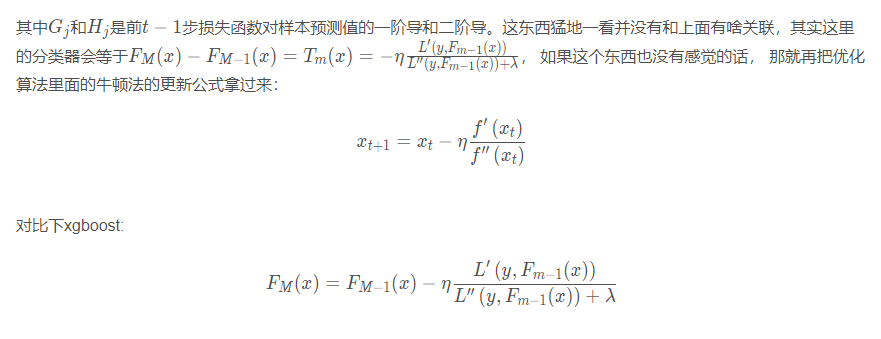 其中$G_j$和$H_j$是前$t-1$步损失函数对样本预测值的一阶导和二阶导。这东西猛地一看并没有和上面有啥关联，其实这里
的分类器会等于$F_M(x)-F_{M-1}(x)=T_m(x)=-\eta\frac{L'(y,F_{m-1}(x))}{L''(y,F_{m-1}(x))+\lambda}$， 如果这个东西也没有感觉的话， 那就再把优化
算法里面的牛顿法的更新公式拿过来：
$x_{t+1}=x_t-\eta\frac{f'(x_t)}{f''(x_t)}$
对比下xgboost:
$F_M(x)=F_{M-1}(x)-\eta\frac{L'(y,F_{m-1}(x))}{L''(y,F_{m-1}(x))+\lambda}$